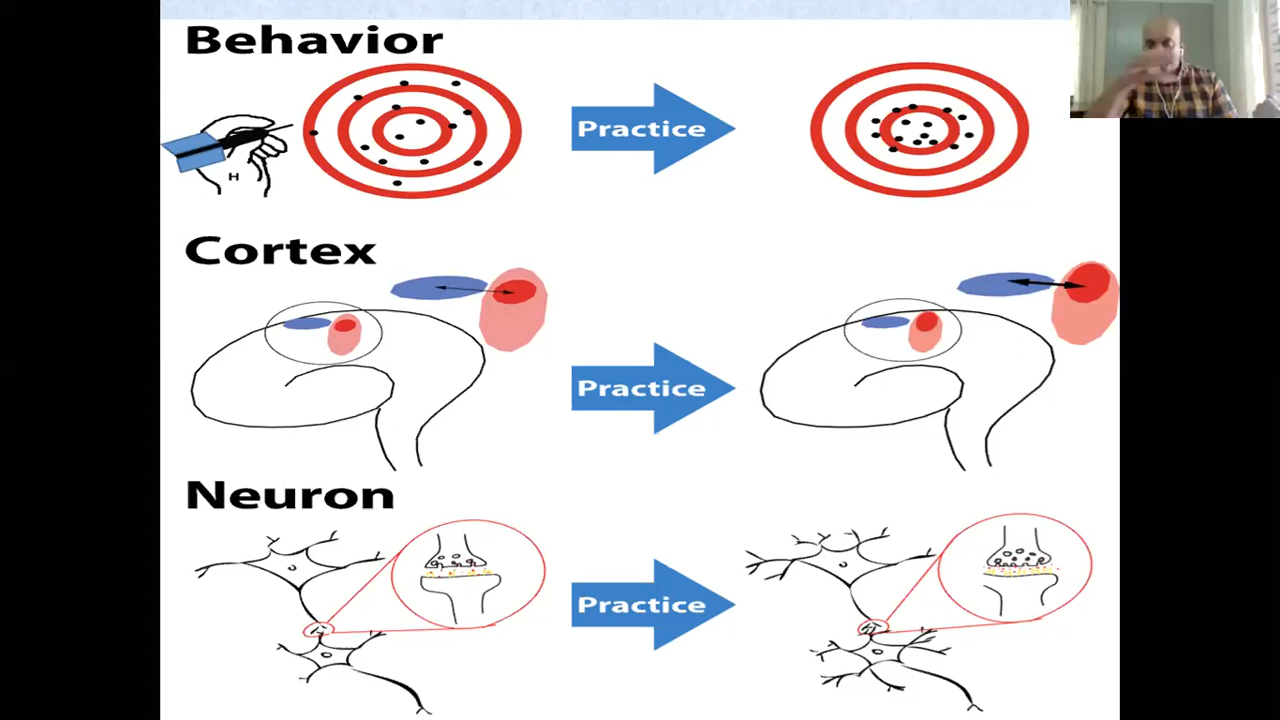 Behavior
Practice
H
Cortex
Practice
Neuron
Practice